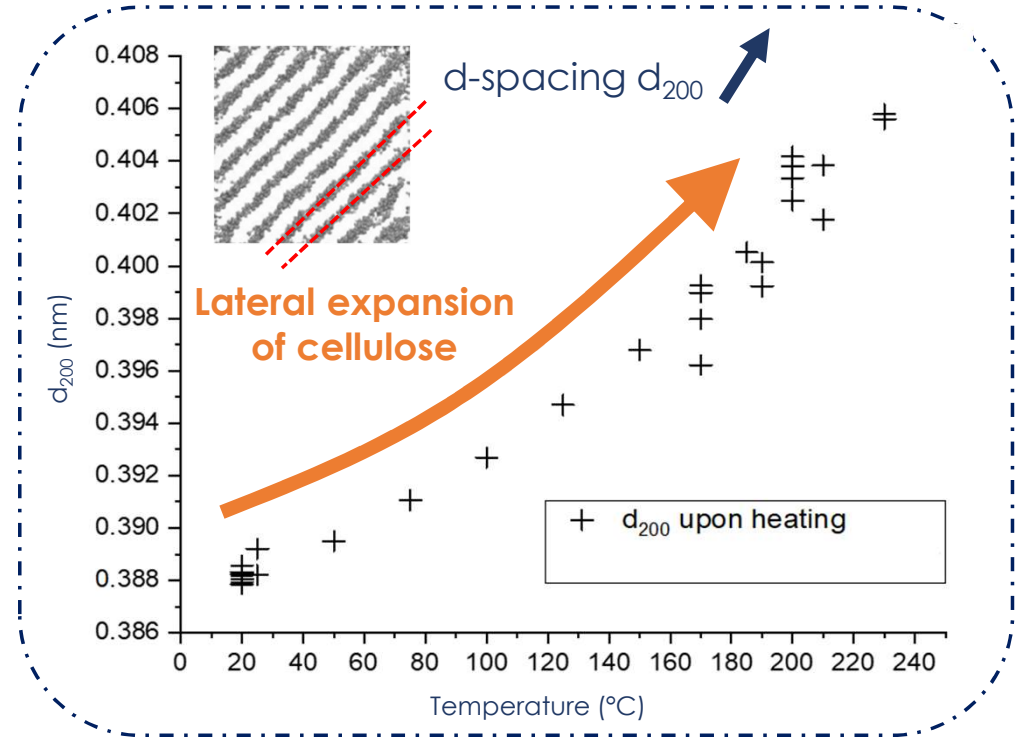 d-spacing d₂₀₀
Lateral expansion
of cellulose
d₂₀₀ (nm)
0.408
0.406
0.404
0.402
0.400
0.398
0.396
0.394
0.392
0.390
0.388
0.386
d₂₀₀ upon heating
0 20 40 60 80 100 120 140 160 180 200 220 240
Temperature (°C)